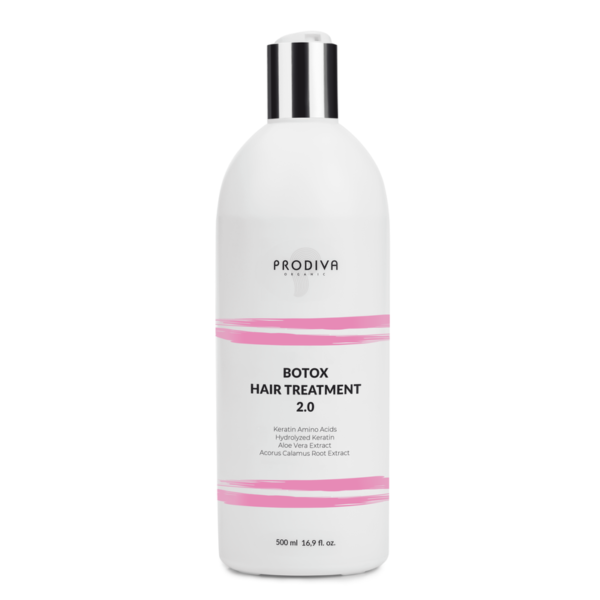 PRODIVA
ORGANIC
BOTOX
HAIR TREATMENT
2.0
Keratin Amino Acids
Hydrolyzed Keratin
Aloe Vera Extract
Acorus Calamus Root Extract
500 ml 16,9 fl. oz.